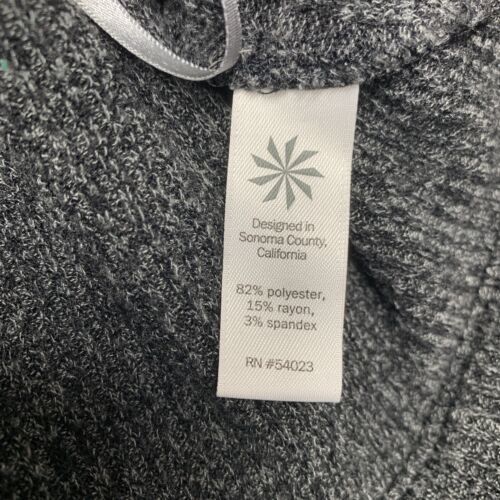 Designed in
Sonoma County,
California
82% polyester,
15% rayon,
3% spandex
RN #54023